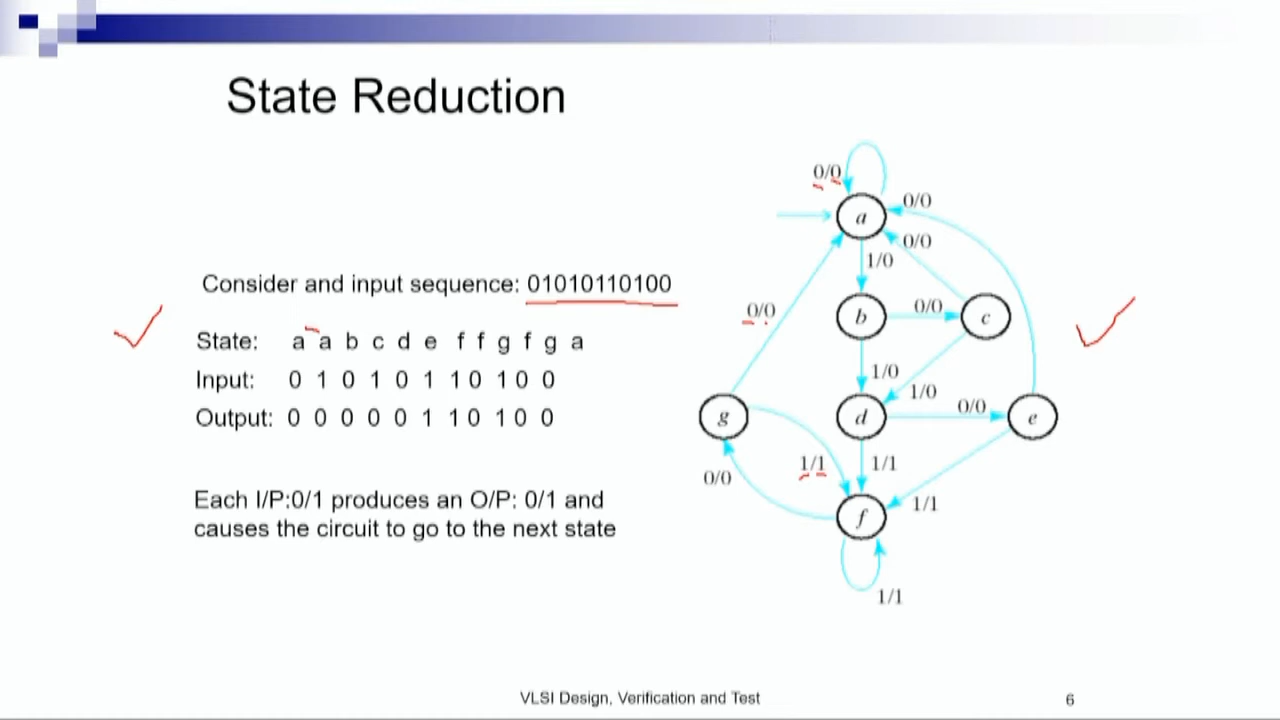 State Reduction
Consider and input sequence: 01010110100
State: a a b c d e f f g f g a
Input: 0 1 0 1 0 1 1 0 1 0 0
Output: 0 0 0 0 0 1 1 0 1 0 0
Each I/P:0/1 produces an O/P: 0/1 and
causes the circuit to go to the next state
0/0
0/0
a
0/0
1/0
0/0
b
0/0
c
1/0
1/0
0/0
g
d
e
1/1
1/1
0/0
1/1
f
1/1
VLSI Design, Verification and Test
6